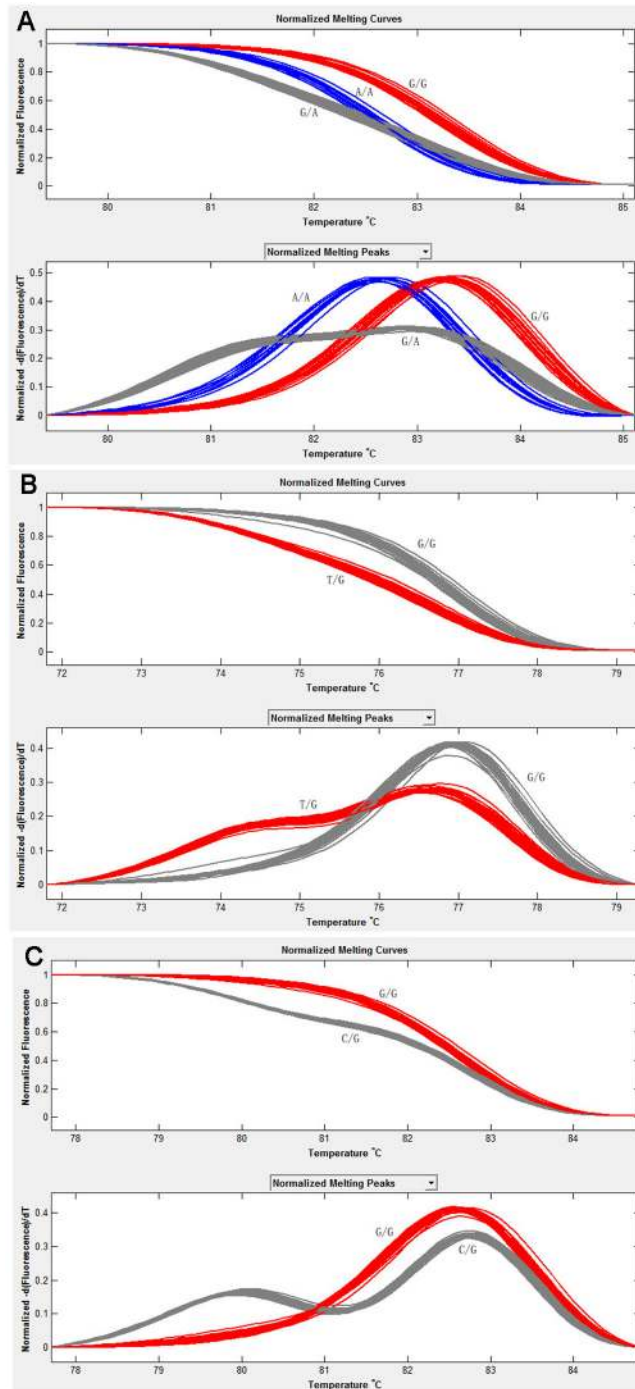 A
Normalized Melting Curves
Normalized Fluorescence
1
0.8
0.6
0.4
0.2
0
A/A
G/G
G/A
80 81 82 83 84 85
Temperature °C
Normalized Melting Peaks
Normalized -d(Fluorescence)/dT
0.5
0.4
0.3
0.2
0.1
0
A/A
G/G
G/A
80 81 82 83 84 85
Temperature °C
B
Normalized Melting Curves
Normalized Fluorescence
1
0.8
0.6
0.4
0.2
0
G/G
T/G
72 73 74 75 76 77 78 79
Temperature °C
Normalized Melting Peaks
Normalized -d(Fluorescence)/dT
0.4
0.3
0.2
0.1
0
T/G
G/G
72 73 74 75 76 77 78 79
Temperature °C
C
Normalized Melting Curves
Normalized Fluorescence
1
0.8
0.6
0.4
0.2
0
G/G
C/G
78 79 80 81 82 83 84
Temperature °C
Normalized Melting Peaks
Normalized -d(Fluorescence)/dT
0.4
0.3
0.2
0.1
0
G/G
C/G
78 79 80 81 82 83 84
Temperature °C